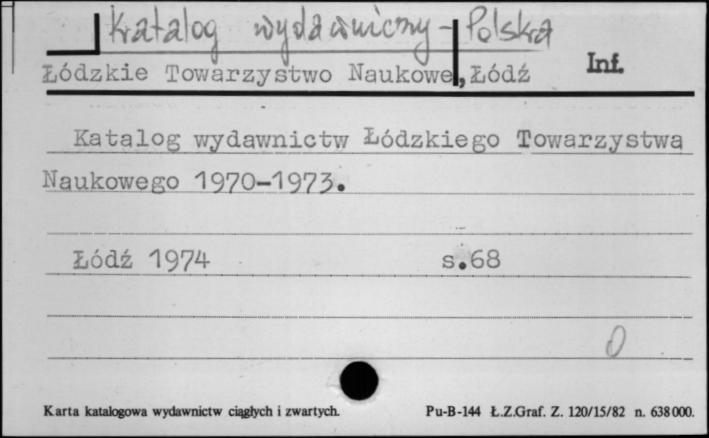 Katalog wydawniczy - Polska
Łódzkie Towarzystwo Naukowe, Łódź Inf.
Katalog wydawnictw Łódzkiego Towarzystwa
Naukowego 1970-1973.
Łódź 1974 s.68
0
Karta katalogowa wydawnictw ciągłych i zwartych. Pu-B-144 Ł.Z.Graf. Z. 120/15/82 n. 638000.